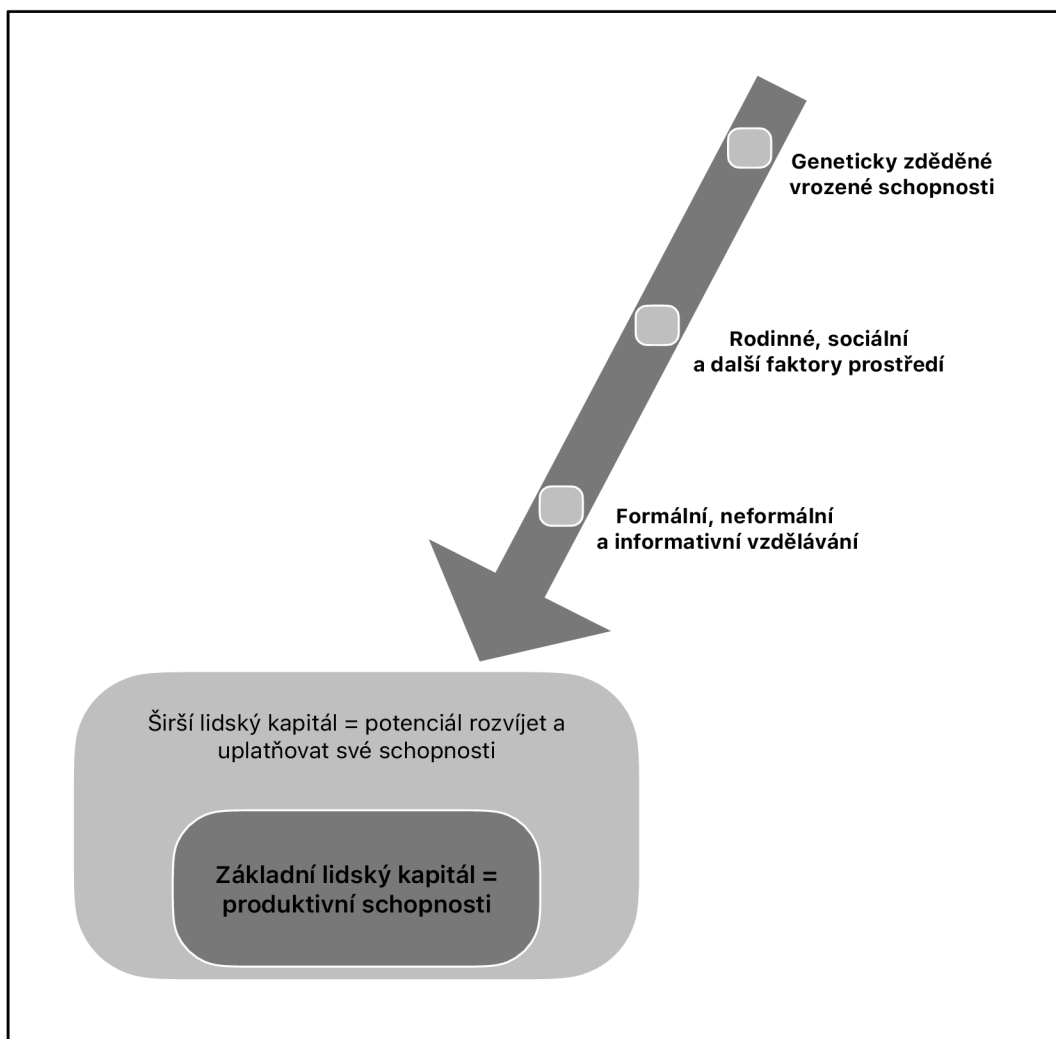 Geneticky zděděné
vrozené schopnosti
Rodinné, sociální
a další faktory prostředí
Formální, neformální
a informativní vzdělávání
Širší lidský kapitál = potenciál rozvíjet a
uplatňovat své schopnosti
Základní lidský kapitál =
produktivní schopnosti